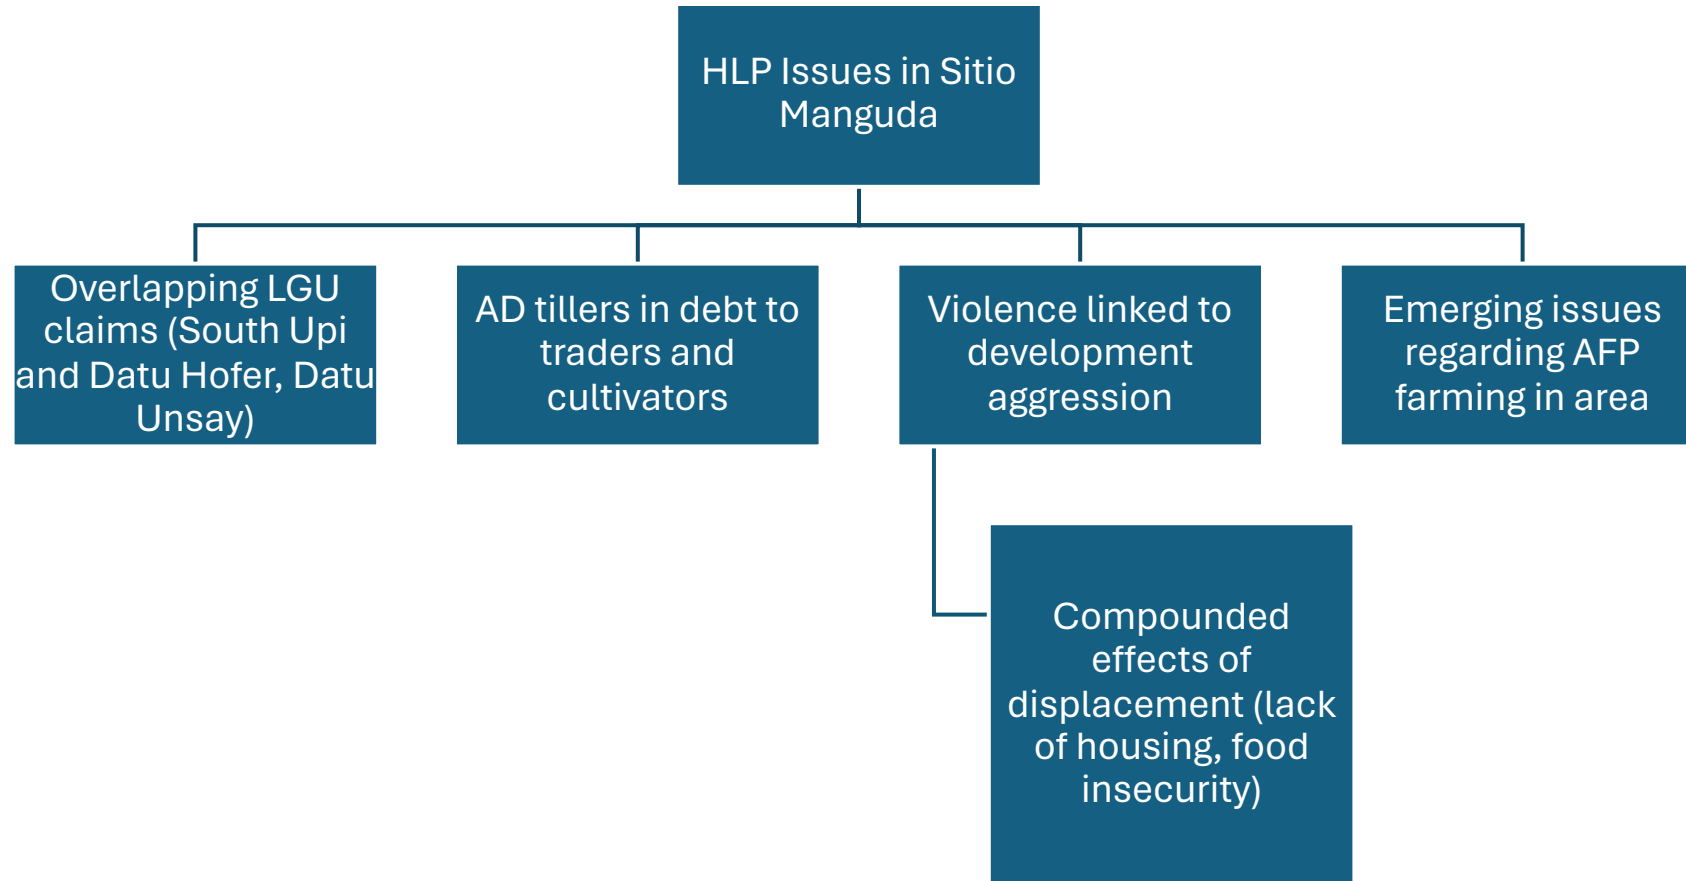 HLP Issues in Sitio
Manguda
Overlapping LGU
claims (South Upi
and Datu Hofer, Datu
Unsay)
AD tillers in debt to
traders and
cultivators
Violence linked to
development
aggression
Emerging issues
regarding AFP
farming in area
Compounded
effects of
displacement (lack
of housing, food
insecurity)